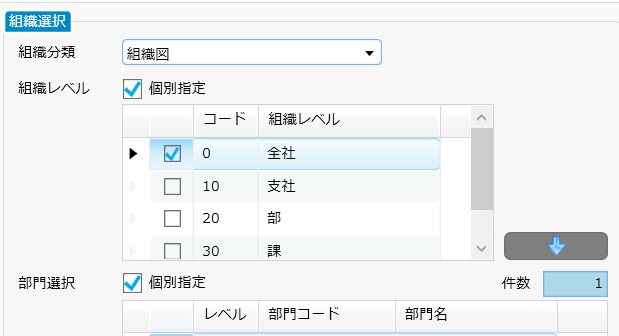 組織選択
組織分類 組織図
組織レベル 個別指定
コード 組織レベル
0 全社
10 支社
20 部
30 課
部門選択 個別指定 件数 1
レベル 部門コード 部門名